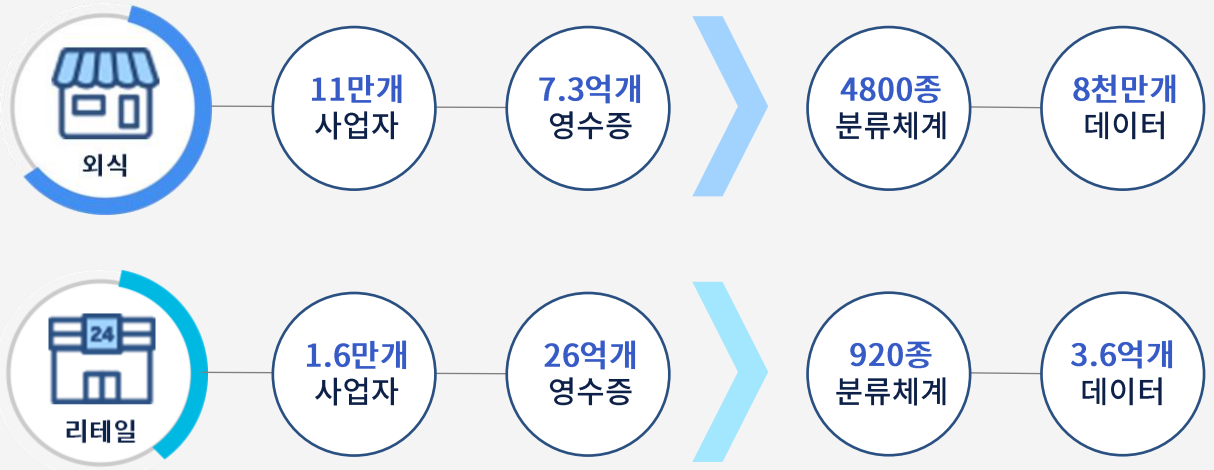 외식
11만개
사업자
7.3억개
영수증
4800종
분류체계
8천만개
데이터
24
리테일
1.6만개
사업자
26억개
영수증
920종
분류체계
3.6억개
데이터